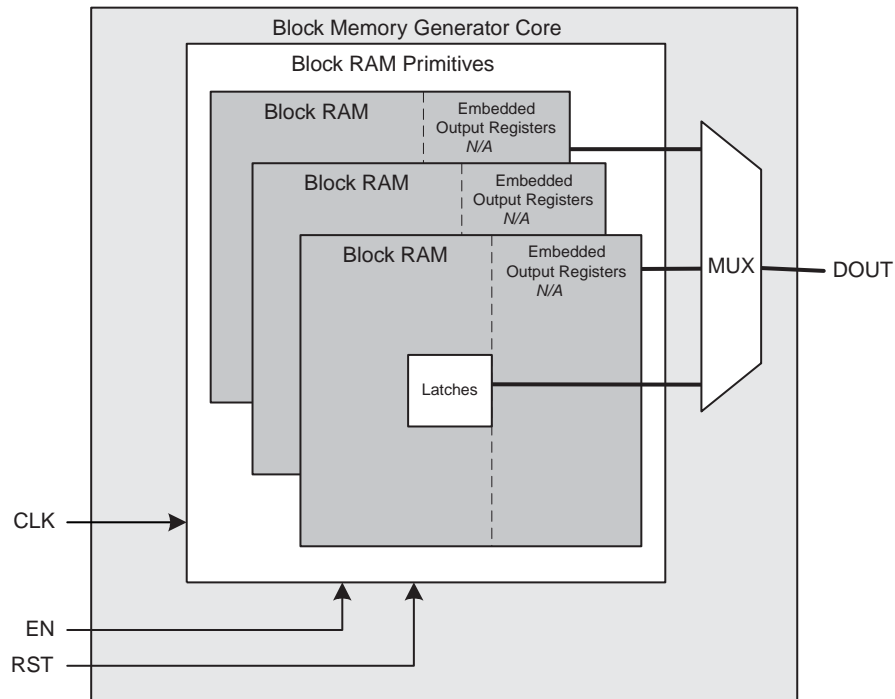 Block Memory Generator Core
Block RAM Primitives
Block RAM
Embedded
Output Registers
N/A
Block RAM
Embedded
Output Registers
N/A
Block RAM
Embedded
Output Registers
N/A
MUX
DOUT
Latches
CLK
EN
RST